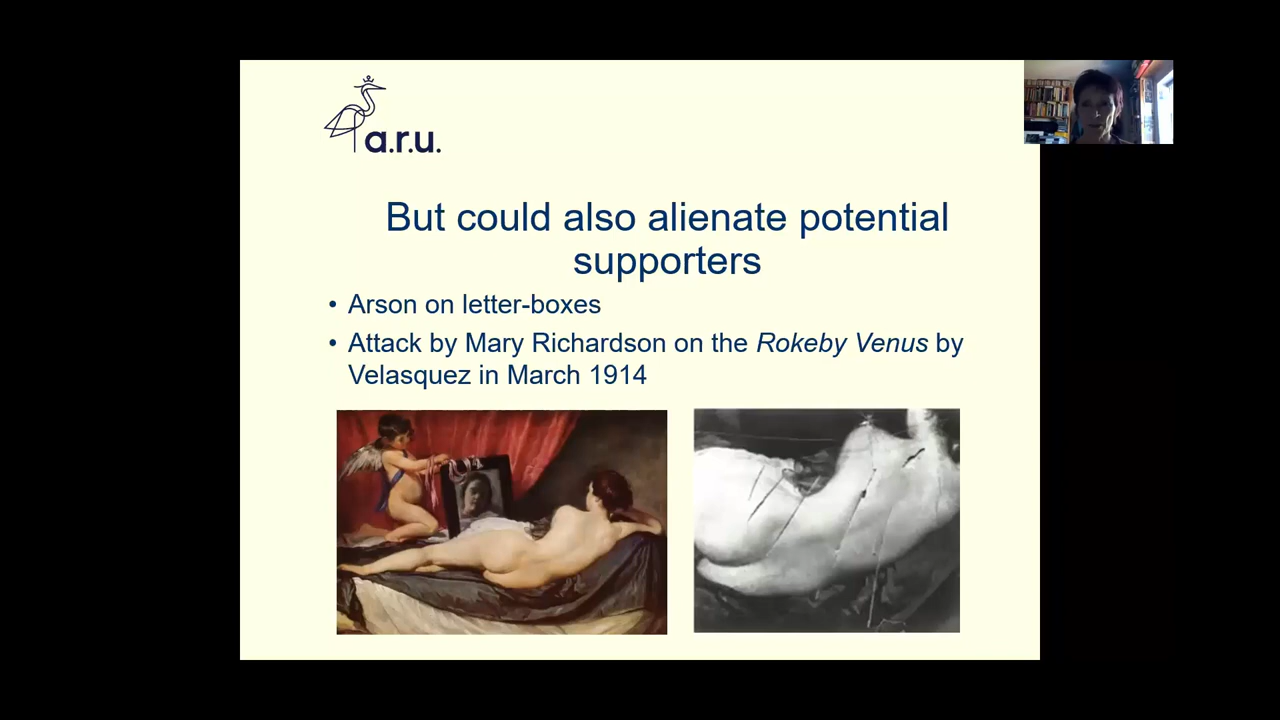 a.r.u.
But could also alienate potential
supporters
• Arson on letter-boxes
• Attack by Mary Richardson on the Rokeby Venus by
Velasquez in March 1914